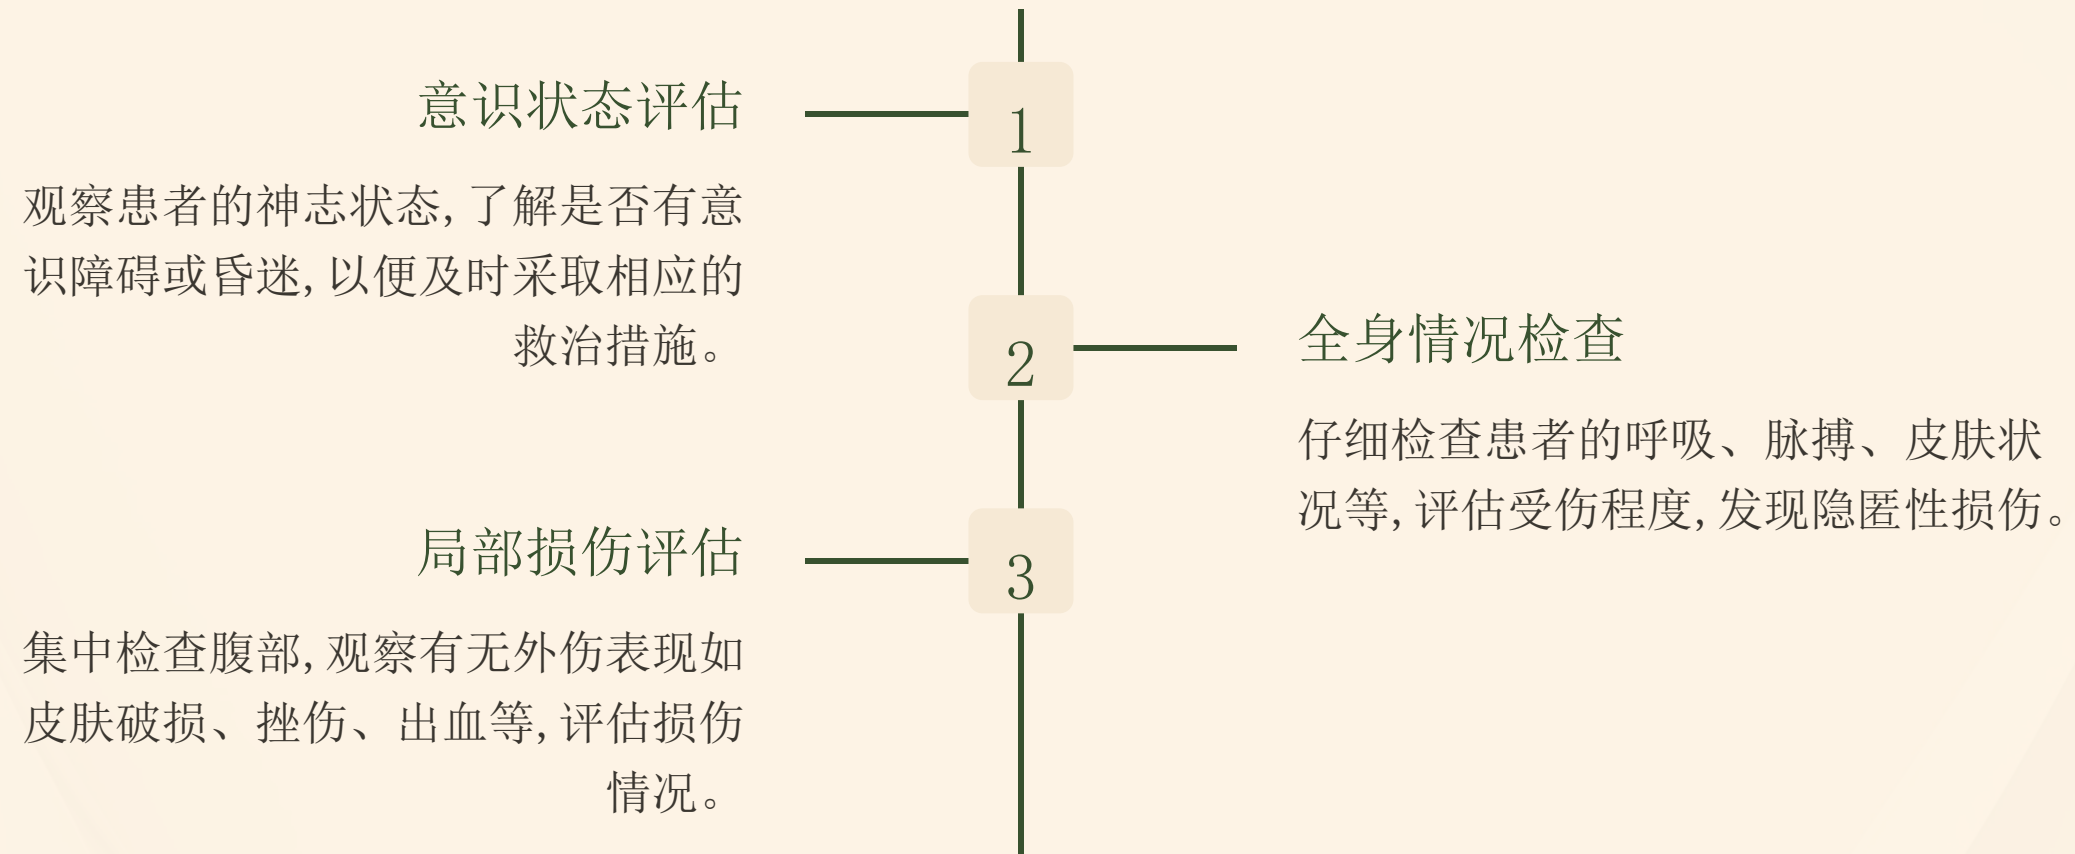 意识状态评估
1
观察患者的神志状态,了解是否有意
识障碍或昏迷,以便及时采取相应的
救治措施。
2
全身情况检查
仔细检查患者的呼吸、脉搏、皮肤状
况等,评估受伤程度,发现隐匿性损伤。
局部损伤评估
3
集中检查腹部,观察有无外伤表现如
皮肤破损、挫伤、出血等,评估损伤
情况。